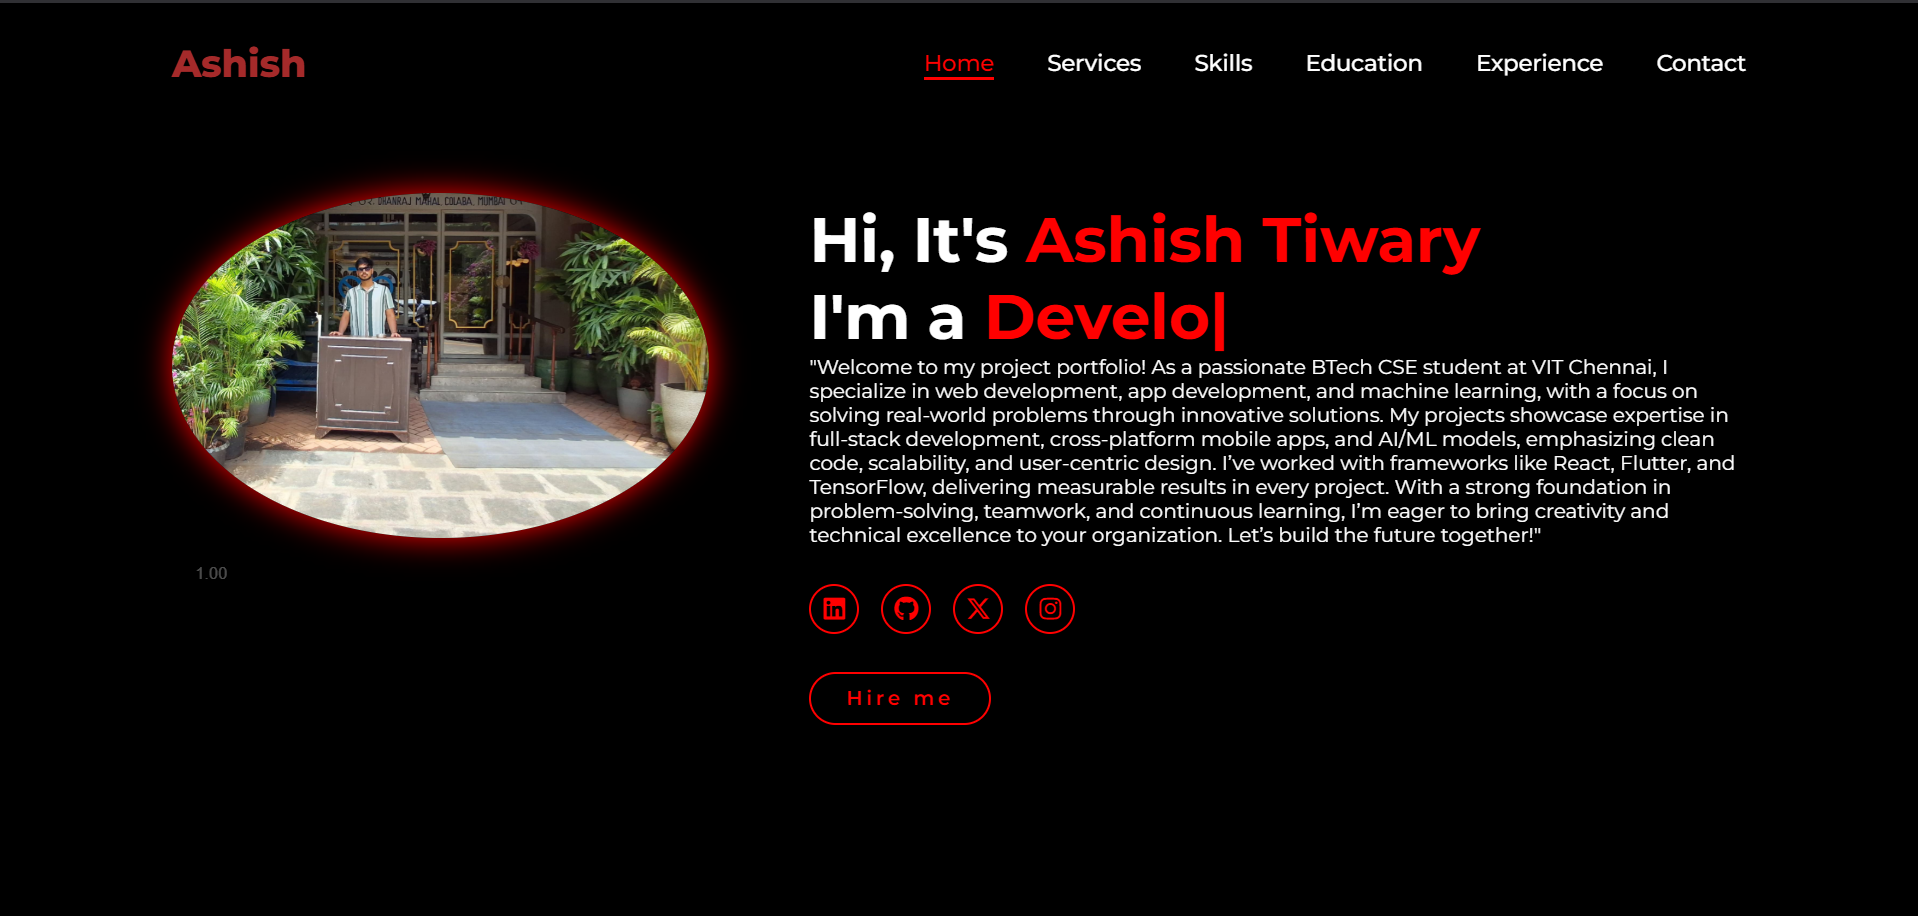 Ashish
Home Services Skills Education Experience Contact
DHANRAJ MAHAL, COLABA, MUMBAI
Hi, It's Ashish Tiwary
I'm a Develo|
"Welcome to my project portfolio! As a passionate BTech CSE student at VIT Chennai, I
specialize in web development, app development, and machine learning, with a focus on
solving real-world problems through innovative solutions. My projects showcase expertise in
full-stack development, cross-platform mobile apps, and AI/ML models, emphasizing clean
code, scalability, and user-centric design. I’ve worked with frameworks like React, Flutter, and
TensorFlow, delivering measurable results in every project. With a strong foundation in
problem-solving, teamwork, and continuous learning, I’m eager to bring creativity and
technical excellence to your organization. Let’s build the future together!"
1.00
Hire me